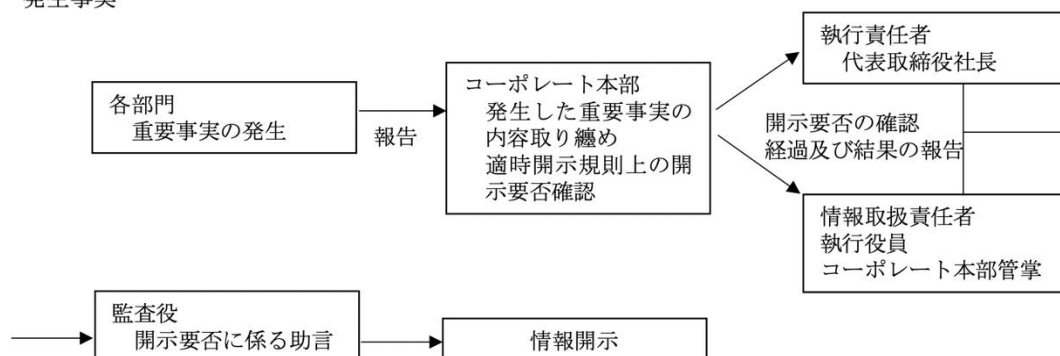 発生事実
執行責任者
代表取締役社長
各部門
重要事実の発生
報告
コーポレート本部
発生した重要事実の
内容取り纏め
適時開示規則上の開
示要否確認
開示要否の確認
経過及び結果の報告
情報取扱責任者
執行役員
コーポレート本部管掌
監査役
開示要否に係る助言
情報開示